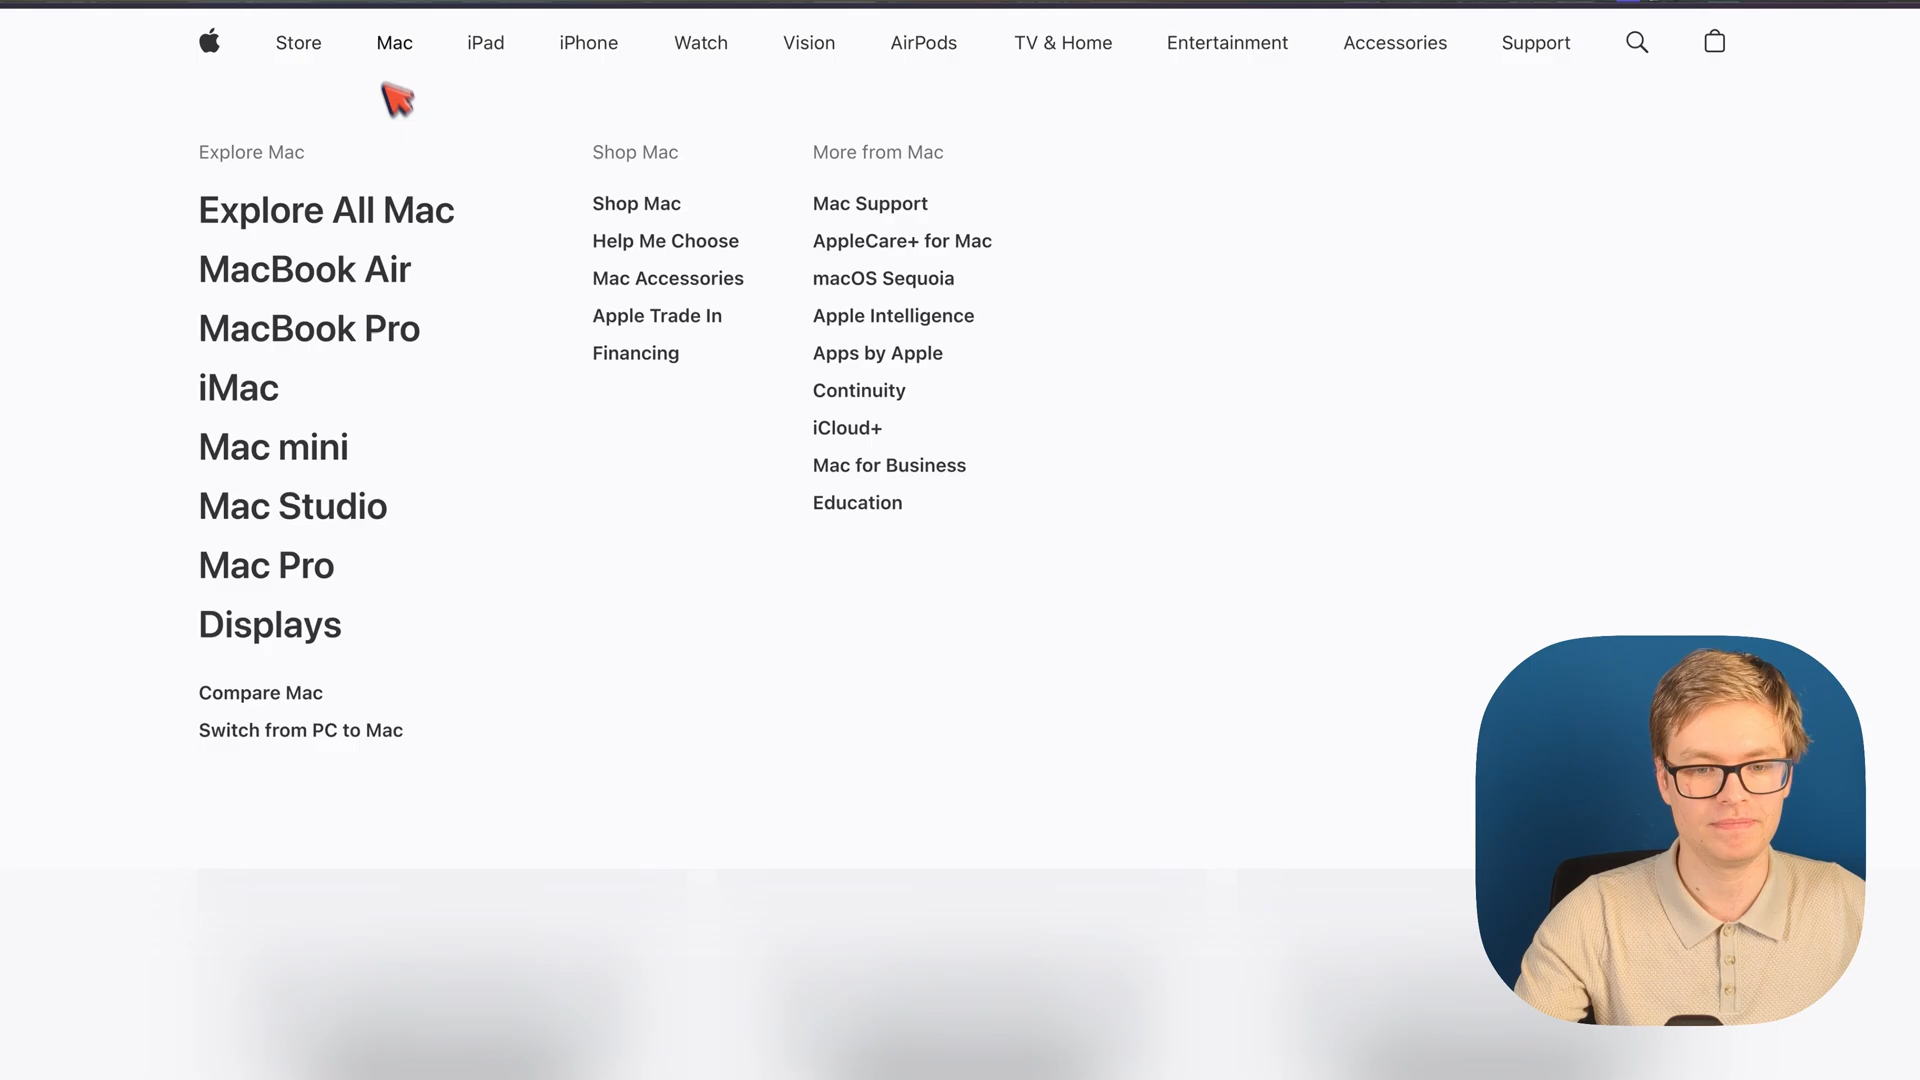 Store
Mac
iPad
iPhone
Watch
Vision
AirPods
TV & Home
Entertainment
Accessories
Support
Explore Mac
Explore All Mac
MacBook Air
MacBook Pro
iMac
Mac mini
Mac Studio
Mac Pro
Displays
Compare Mac
Switch from PC to Mac
Shop Mac
Shop Mac
Help Me Choose
Mac Accessories
Apple Trade In
Financing
More from Mac
Mac Support
AppleCare+ for Mac
macOS Sequoia
Apple Intelligence
Apps by Apple
Continuity
iCloud+
Mac for Business
Education